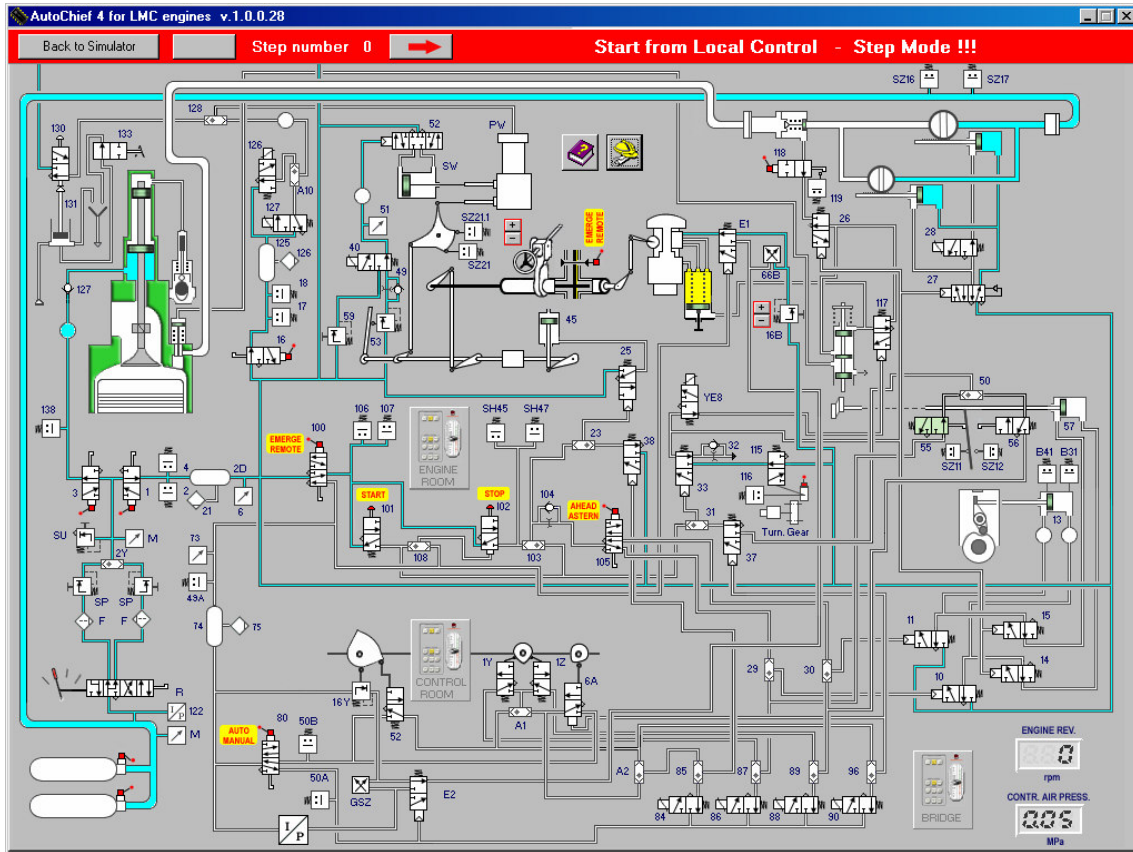 AutoChief 4 for LMC engines v.1.0.0.28
Back to Simulator
Step number 0
Start from Local Control - Step Mode !!!
SZ16
SZ17
128
130
133
52
PW
126
118
SW
A10
119
131
SZ21.1
E1
26
51
127
EMERGE
REMOTE
125
126
SZ21
28
40
66B
49
27
127
18
17
59
45
117
53
16B
16
25
50
YE8
138
106
107
SH45
SH47
100
EMERGE
REMOTE
ENGINE
ROOM
23
38
32
115
55
56
57
SZ11
SZ12
B41
B31
4
2D
3
1
2
21
6
START
101
STOP
102
104
AHEAD
ASTERN
33
116
31
Turn. Gear
13
SU
M
73
108
103
105
37
2Y
49A
SP
SP
F
F
74
75
11
15
CONTROL
ROOM
1Y
1Z
6A
29
30
14
10
R
16Y
122
I
P
80
50B
52
A1
AUTO
MANUAL
M
ENGINE REV.
0
rpm
A2
85
87
89
96
50A
GSZ
E2
CONTR. AIR PRESS.
84
86
88
90
BRIDGE
0.05
MPa
I
P